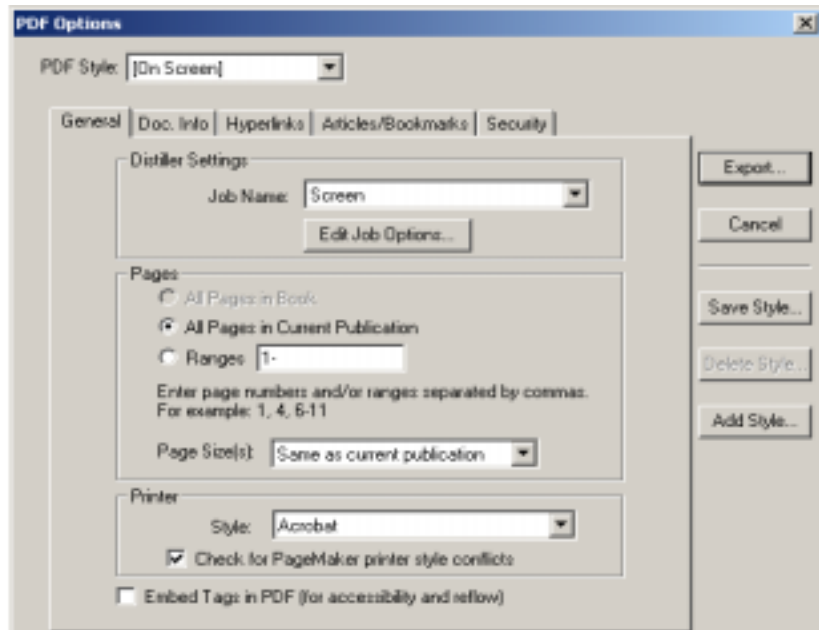 PDF Options
PDF Style: [On Screen]
General Doc. Info Hyperlinks Articles/Bookmarks Security
Distiller Settings
Job Name: Screen
Edit Job Options...
Pages
All Pages in Book
All Pages in Current Publication
Ranges 1-
Enter page numbers and/or ranges separated by commas.
For example: 1, 4, 6-11
Page Size(s): Same as current publication
Printer
Style: Acrobat
Check for PageMaker printer style conflicts
Embed Tags in PDF (for accessibility and reflow)
Export...
Cancel
Save Style...
Delete Style...
Add Style...